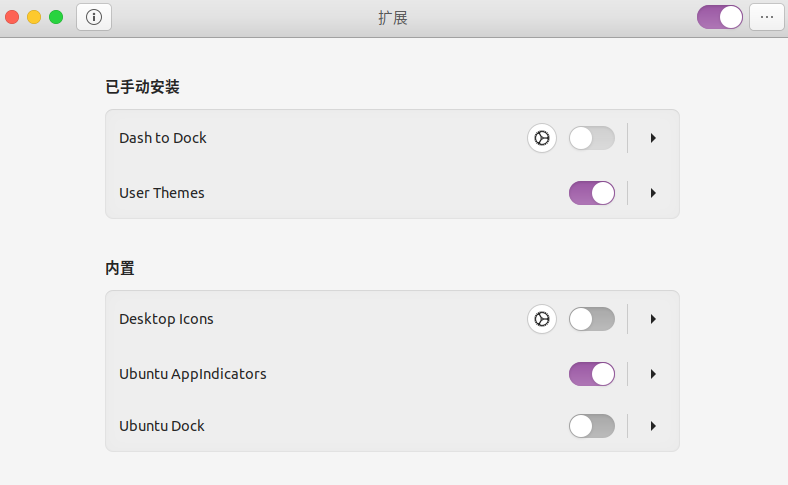 扩展
已手动安装
Dash to Dock
User Themes
内置
Desktop Icons
Ubuntu AppIndicators
Ubuntu Dock